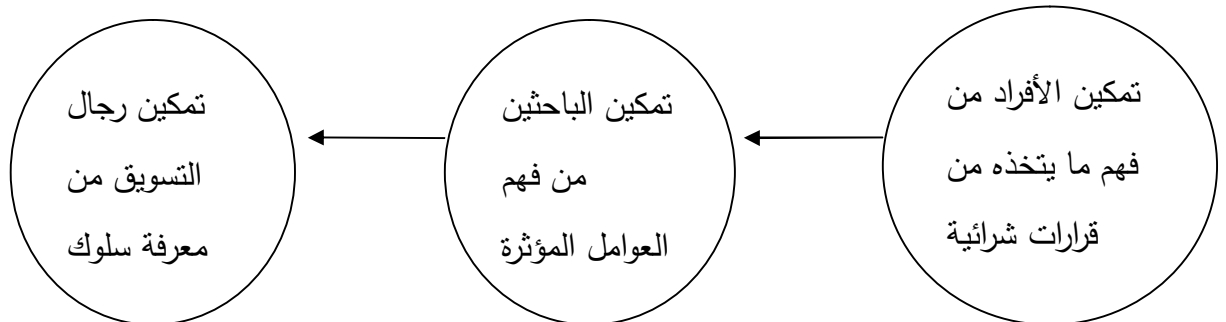 تمكين الأفراد من
فهم ما يتخذه من
قرارات شرائية
تمكين الباحثين
من فهم
العوامل المؤثرة
تمكين رجال
التسويق من
معرفة سلوك